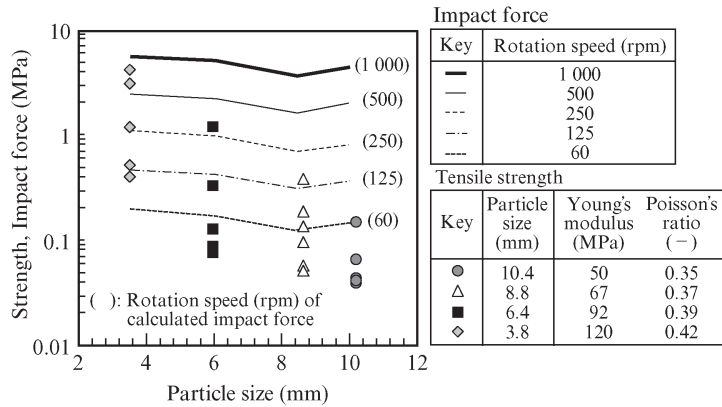 10
1
0.1
0.01
Strength, Impact force (MPa)
(1 000)
(500)
(250)
(125)
(60)
( ): Rotation speed (rpm) of
calculated impact force
2 4 6 8 10 12
Particle size (mm)
Impact force
Key Rotation speed (rpm)
1 000
500
250
125
60
Tensile strength
Key Particle size (mm) Young's modulus (MPa) Poisson's ratio (−)
10.4 50 0.35
8.8 67 0.37
6.4 92 0.39
3.8 120 0.42